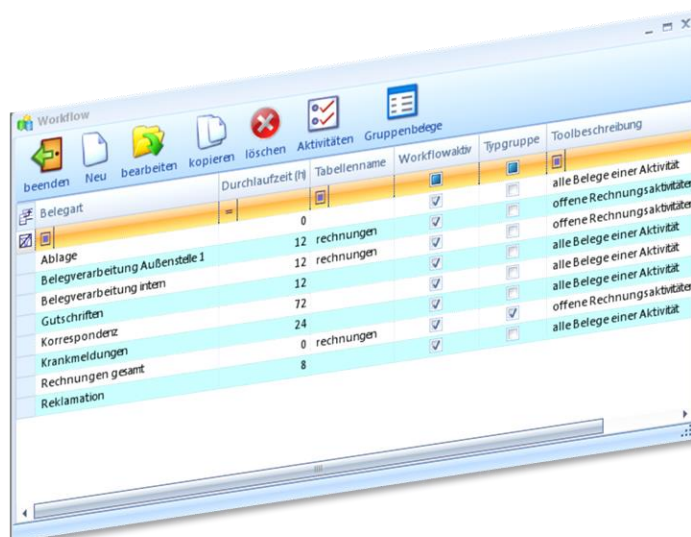 Workflow
beenden Neu bearbeiten kopieren löschen Aktivitäten Gruppenbelege
Belegart Durchlaufzeit (h) Tabellenname Workflowaktiv Typgruppe Toolbeschreibung
=
Ablage 0 alle Belege einer Aktivität
Belegverarbeitung Außenstelle 1 12 rechnungen offene Rechnungsaktivitäten
Belegverarbeitung intern 12 rechnungen offene Rechnungsaktivitäten
Gutschriften 12 alle Belege einer Aktivität
Korrespondenz 72 alle Belege einer Aktivität
Krankmeldungen 24 alle Belege einer Aktivität
Rechnungen gesamt 0 rechnungen offene Rechnungsaktivitäten
Reklamation 8 alle Belege einer Aktivität